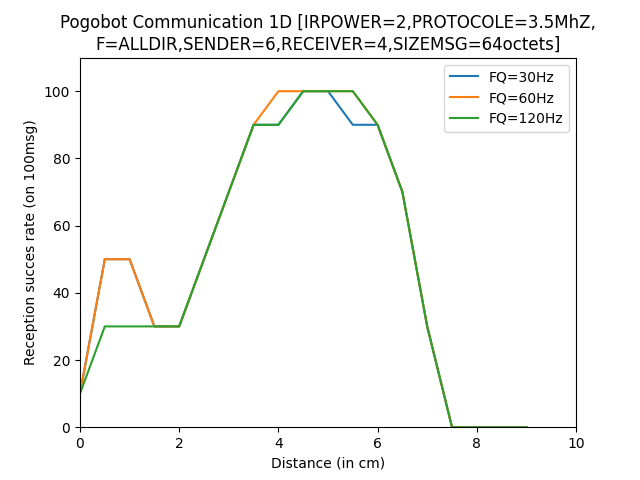 Pogobot Communication 1D [IRPOWER=2,PROTOCOLE=3.5MhZ,
F=ALLDIR,SENDER=6,RECEIVER=4,SIZEMSG=64octets]
FQ=30Hz
FQ=60Hz
FQ=120Hz
Reception succes rate (on 100msg)
100
80
60
40
20
0
0 2 4 6 8 10
Distance (in cm)